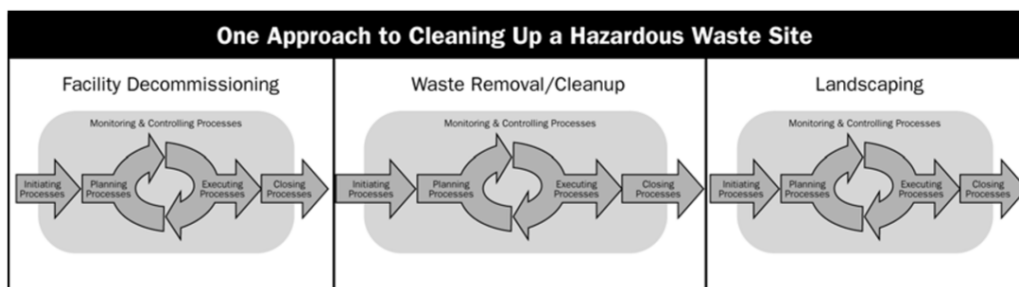 One Approach to Cleaning Up a Hazardous Waste Site
Facility Decommissioning
Monitoring & Controlling Processes
Initiating
Processes
Planning
Processes
Executing
Processes
Closing
Processes
Waste Removal/Cleanup
Monitoring & Controlling Processes
Initiating
Processes
Planning
Processes
Executing
Processes
Closing
Processes
Landscaping
Monitoring & Controlling Processes
Initiating
Processes
Planning
Processes
Executing
Processes
Closing
Processes